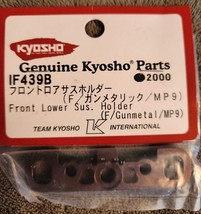 KYOSHO
Genuine Kyosho® Parts
IF439B
●2000
フロントロアサスホルダー
(F/ガンメタリック/MP9)
Front Lower Sus. Holder
(F/Gunmetal/MP9)
TEAM KYOSHO K INTERNATIONAL